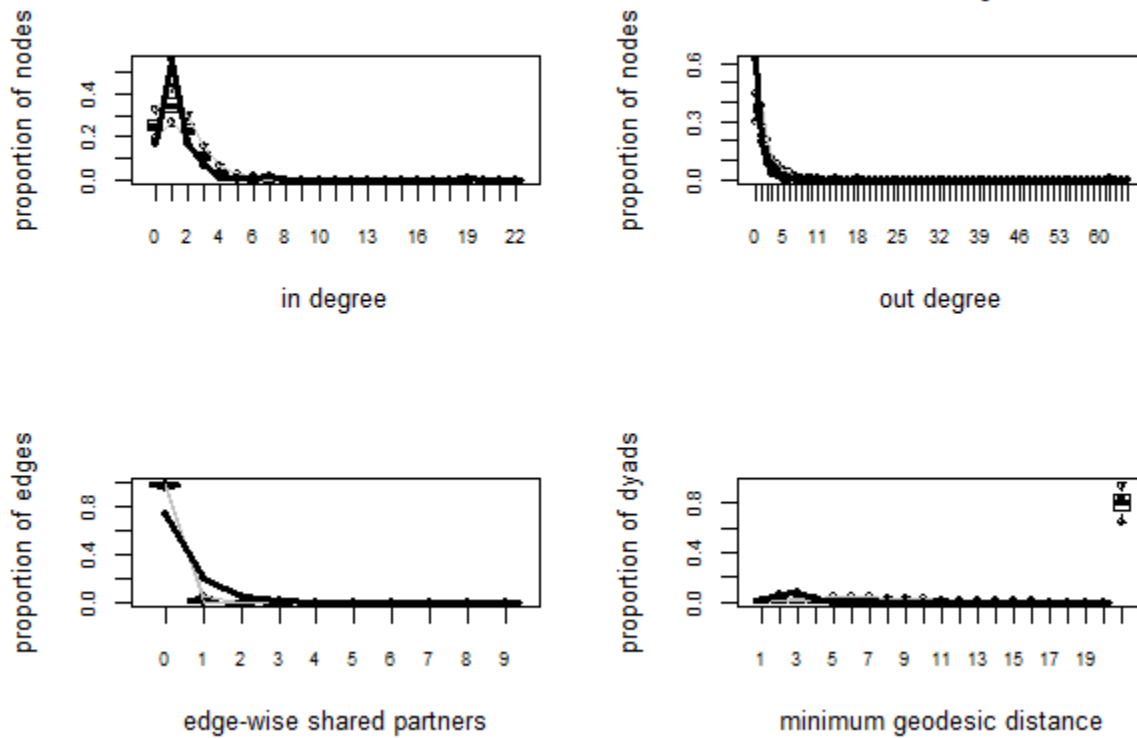 proportion of nodes
0.4
0.2
0.0
0 2 4 6 8 10 13 16 19 22
in degree
proportion of nodes
0.6
0.3
0.0
0 5 11 18 25 32 39 46 53 60
out degree
proportion of edges
0.8
0.4
0.0
0 1 2 3 4 5 6 7 8 9
edge-wise shared partners
proportion of dyads
0.8
0.4
0.0
1 3 5 7 9 11 13 15 17 19
minimum geodesic distance